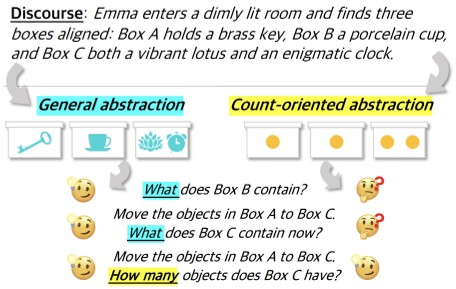 Discourse: Emma enters a dimly lit room and finds three
boxes aligned: Box A holds a brass key, Box B a porcelain cup,
and Box C both a vibrant lotus and an enigmatic clock.
General abstraction
Count-oriented abstraction
What does Box B contain?
Move the objects in Box A to Box C.
What does Box C contain now?
Move the objects in Box A to Box C.
How many objects does Box C have?